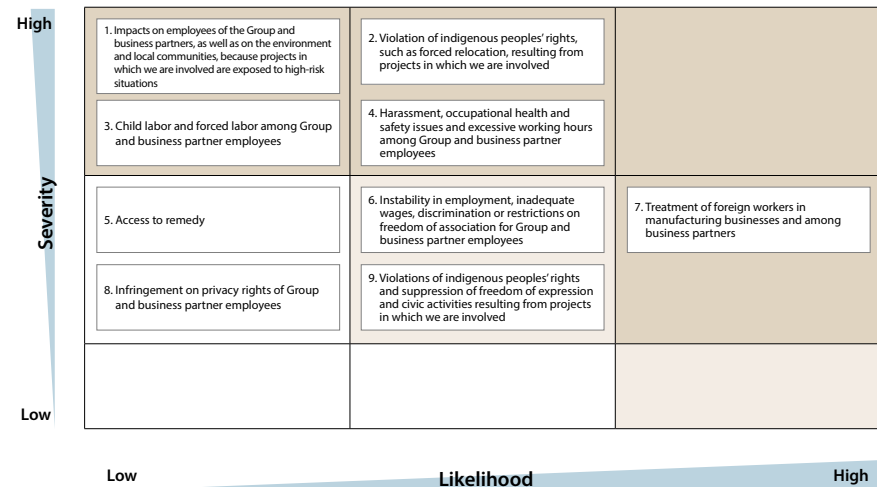 High
1. Impacts on employees of the Group and
business partners, as well as on the environment
and local communities, because projects in
which we are involved are exposed to high-risk
situations
2. Violation of indigenous peoples’ rights,
such as forced relocation, resulting from
projects in which we are involved
3. Child labor and forced labor among Group
and business partner employees
4. Harassment, occupational health and
safety issues and excessive working hours
among Group and business partner
employees
Severity
5. Access to remedy
6. Instability in employment, inadequate
wages, discrimination or restrictions on
freedom of association for Group and
business partner employees
7. Treatment of foreign workers in
manufacturing businesses and among
business partners
8. Infringement on privacy rights of Group
and business partner employees
9. Violations of indigenous peoples’ rights
and suppression of freedom of expression
and civic activities resulting from projects
in which we are involved
Low
Low
Likelihood
High